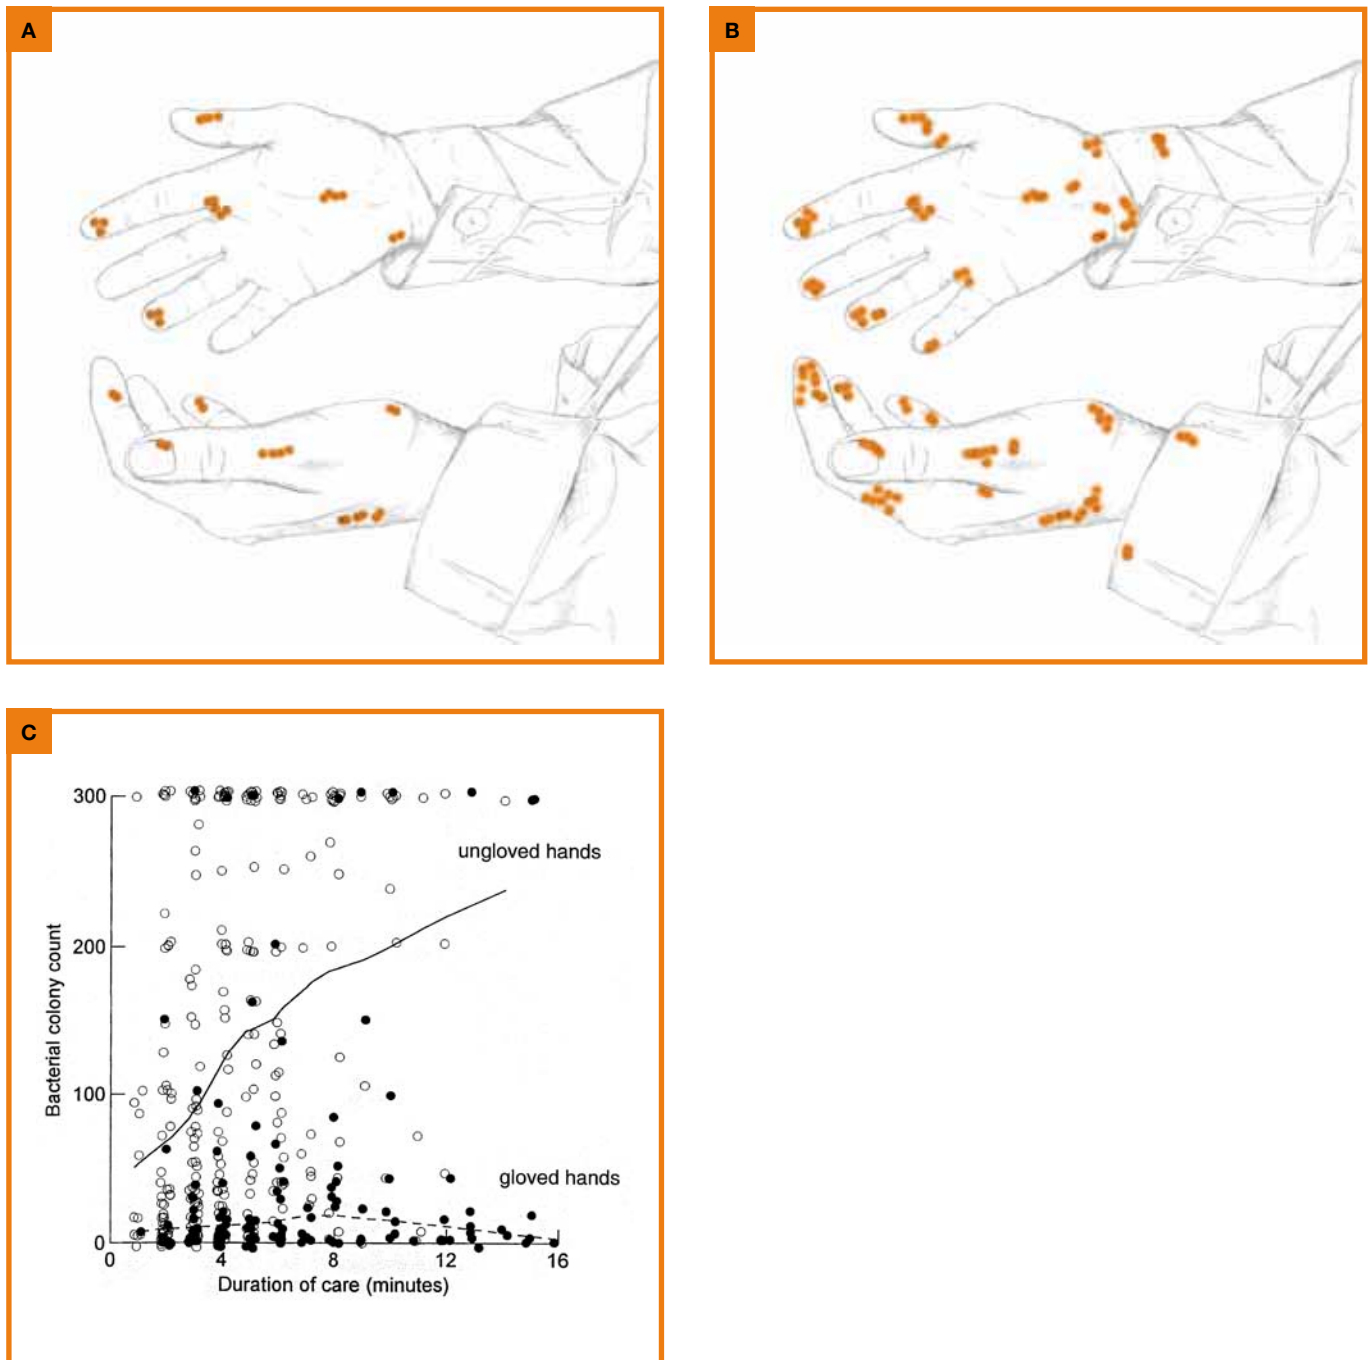 A
B
C
300
200
100
0
Bacterial colony count
ungloved hands
gloved hands
0
4
8
12
16
Duration of care (minutes)